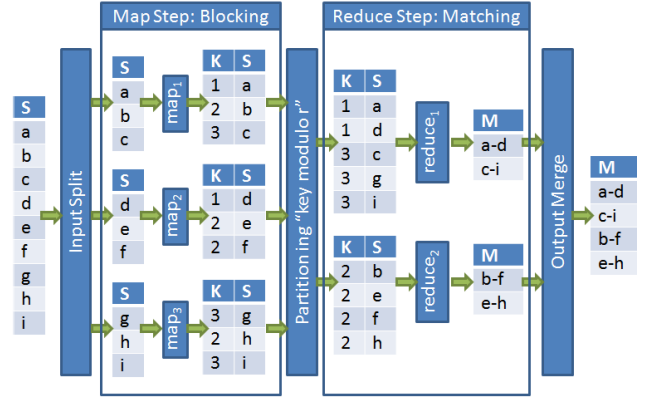 Map Step: Blocking
Reduce Step: Matching
S
a
b
c
d
e
f
g
h
i
Input Split
S
a
b
c
map1
K S
1 a
2 b
3 c
S
d
e
f
map2
K S
1 d
2 e
2 f
S
g
h
i
map3
K S
3 g
2 h
3 i
Partitioning “key modulo r”
K S
1 a
1 d
3 c
3 g
3 i
reduce1
M
a-d
c-i
K S
2 b
2 e
2 f
2 h
reduce2
M
b-f
e-h
Output Merge
M
a-d
c-i
b-f
e-h